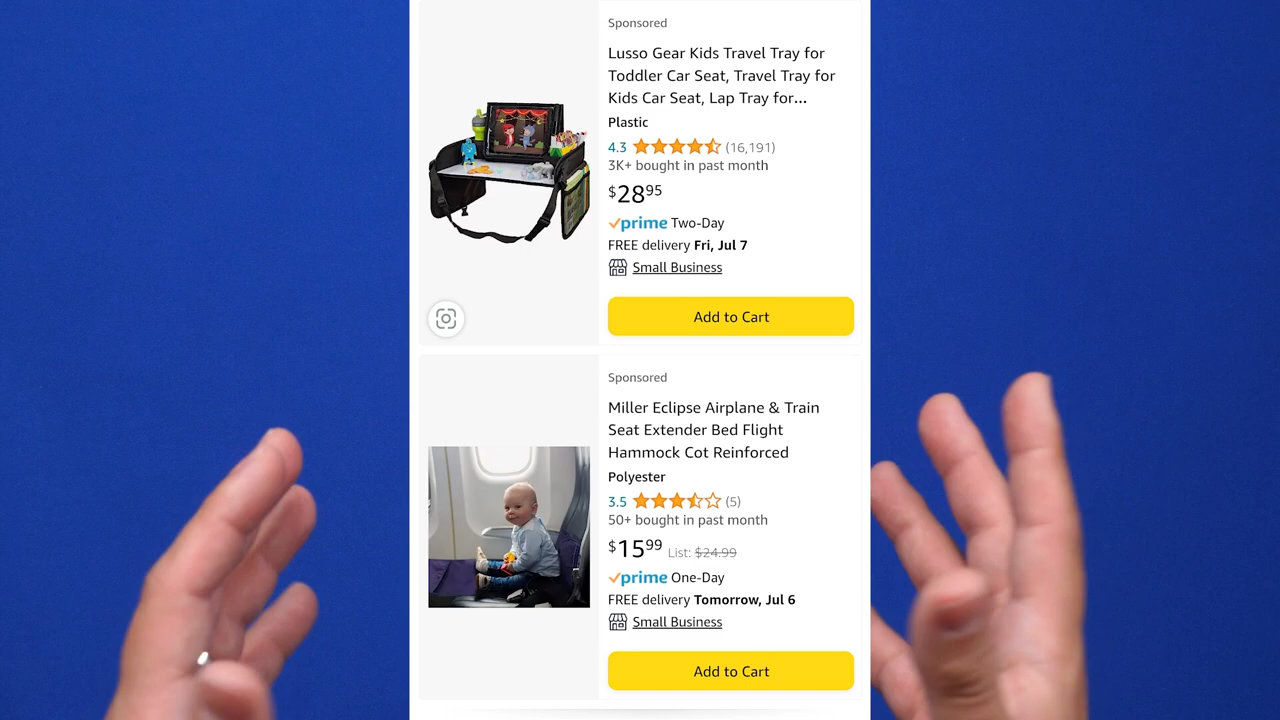 Sponsored
Lusso Gear Kids Travel Tray for
Toddler Car Seat, Travel Tray for
Kids Car Seat, Lap Tray for...
Plastic
4.3 (16,191)
3K+ bought in past month
$2895
prime Two-Day
FREE delivery Fri, Jul 7
Small Business
Add to Cart
Sponsored
Miller Eclipse Airplane & Train
Seat Extender Bed Flight
Hammock Cot Reinforced
Polyester
3.5 (5)
50+ bought in past month
$1599 List: $24.99
prime One-Day
FREE delivery Tomorrow, Jul 6
Small Business
Add to Cart